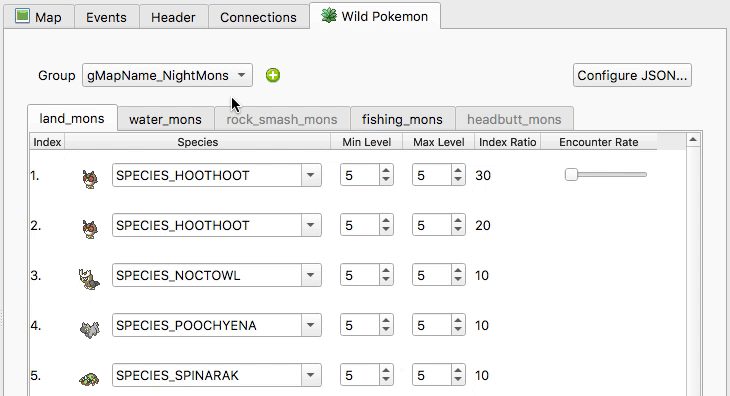 Map Events Header Connections Wild Pokemon
Group gMapName_NightMons Configure JSON...
land_mons water_mons rock_smash_mons fishing_mons headbutt_mons
Index Species Min Level Max Level Index Ratio Encounter Rate
1. SPECIES_HOOTHOOT 5 5 30
2. SPECIES_HOOTHOOT 5 5 20
3. SPECIES_NOCTOWL 5 5 10
4. SPECIES_POOCHYENA 5 5 10
5. SPECIES_SPINARAK 5 5 10